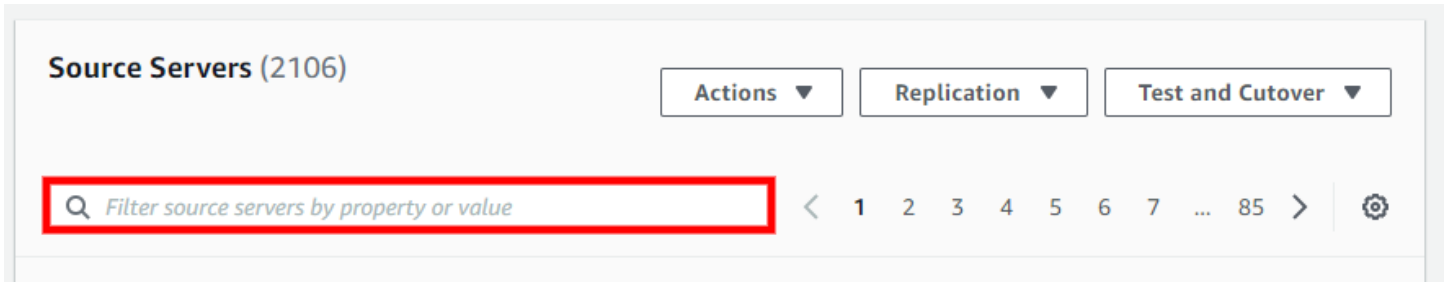 Source Servers (2106)
Actions ▼ Replication ▼ Test and Cutover ▼
Filter source servers by property or value < 1 2 3 4 5 6 7 ... 85 >